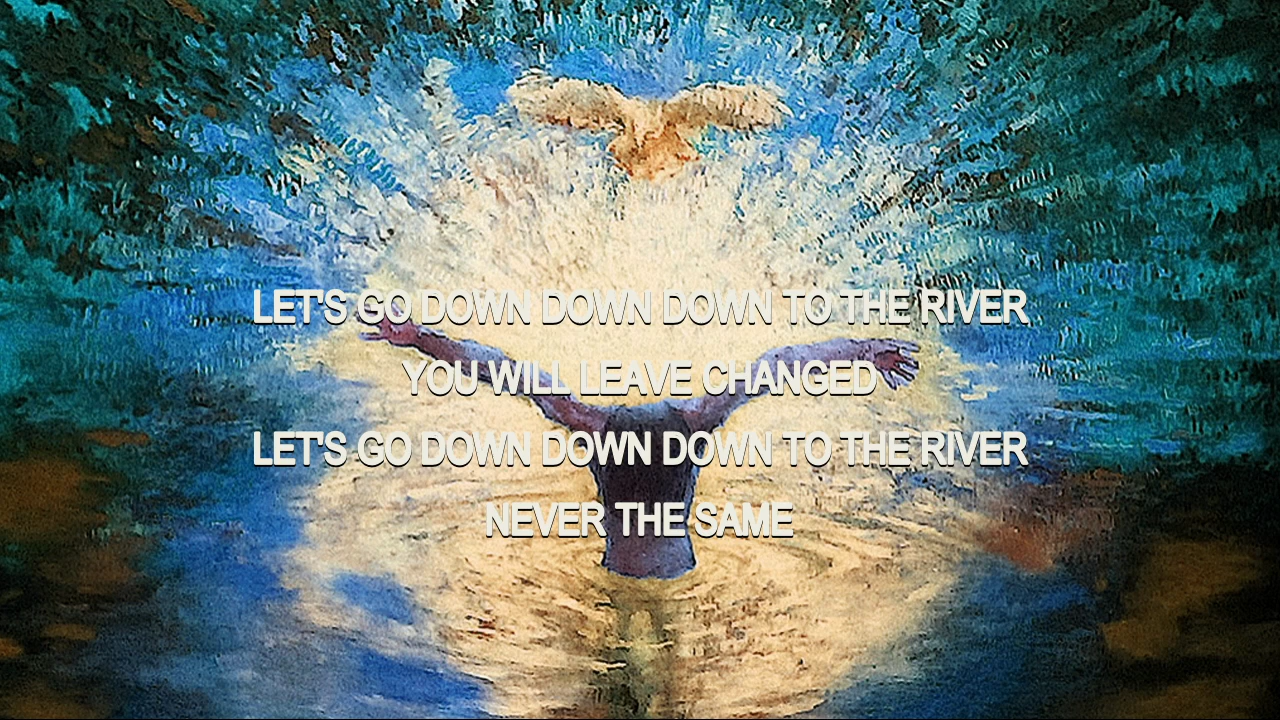 LET'S GO DOWN DOWN DOWN TO THE RIVER
YOU WILL LEAVE CHANGED
LET'S GO DOWN DOWN DOWN TO THE RIVER
NEVER THE SAME